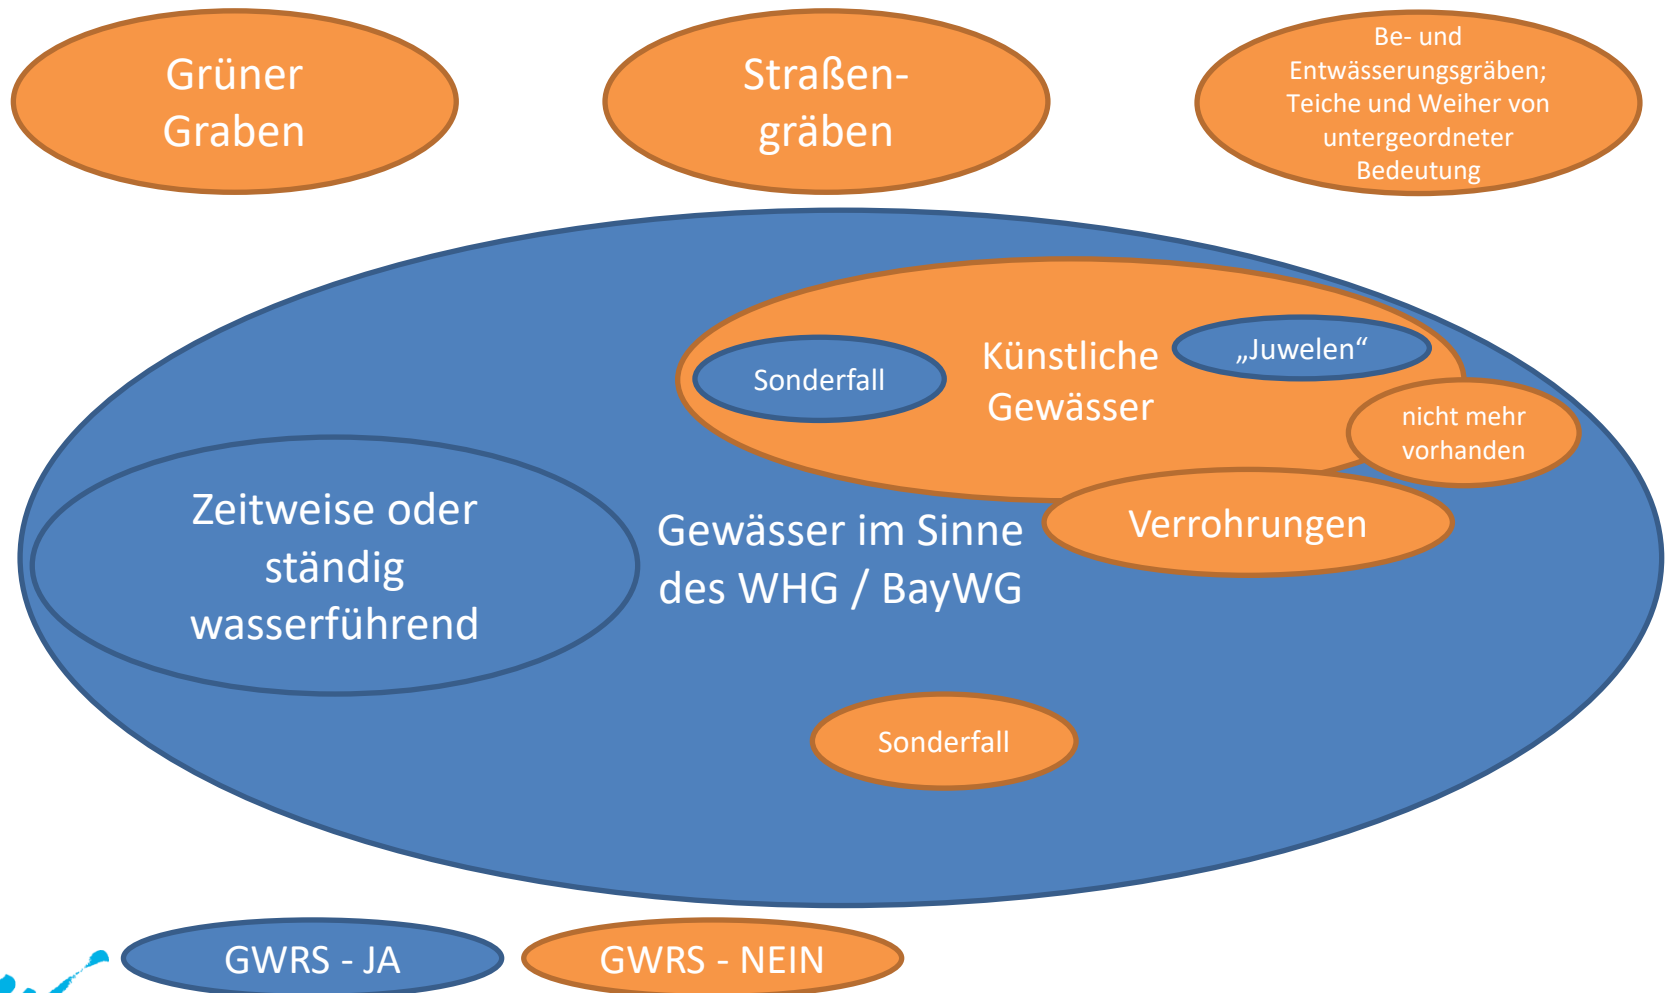 Grüner
Graben
Straßen-
gräben
Be- und
Entwässerungsgräben;
Teiche und Weiher von
untergeordneter
Bedeutung
Künstliche
Gewässer
„Juwelen“
Sonderfall
nicht mehr
vorhanden
Verrohrungen
Zeitweise oder
ständig
wasserführend
Gewässer im Sinne
des WHG / BayWG
Sonderfall
GWRS - JA
GWRS - NEIN